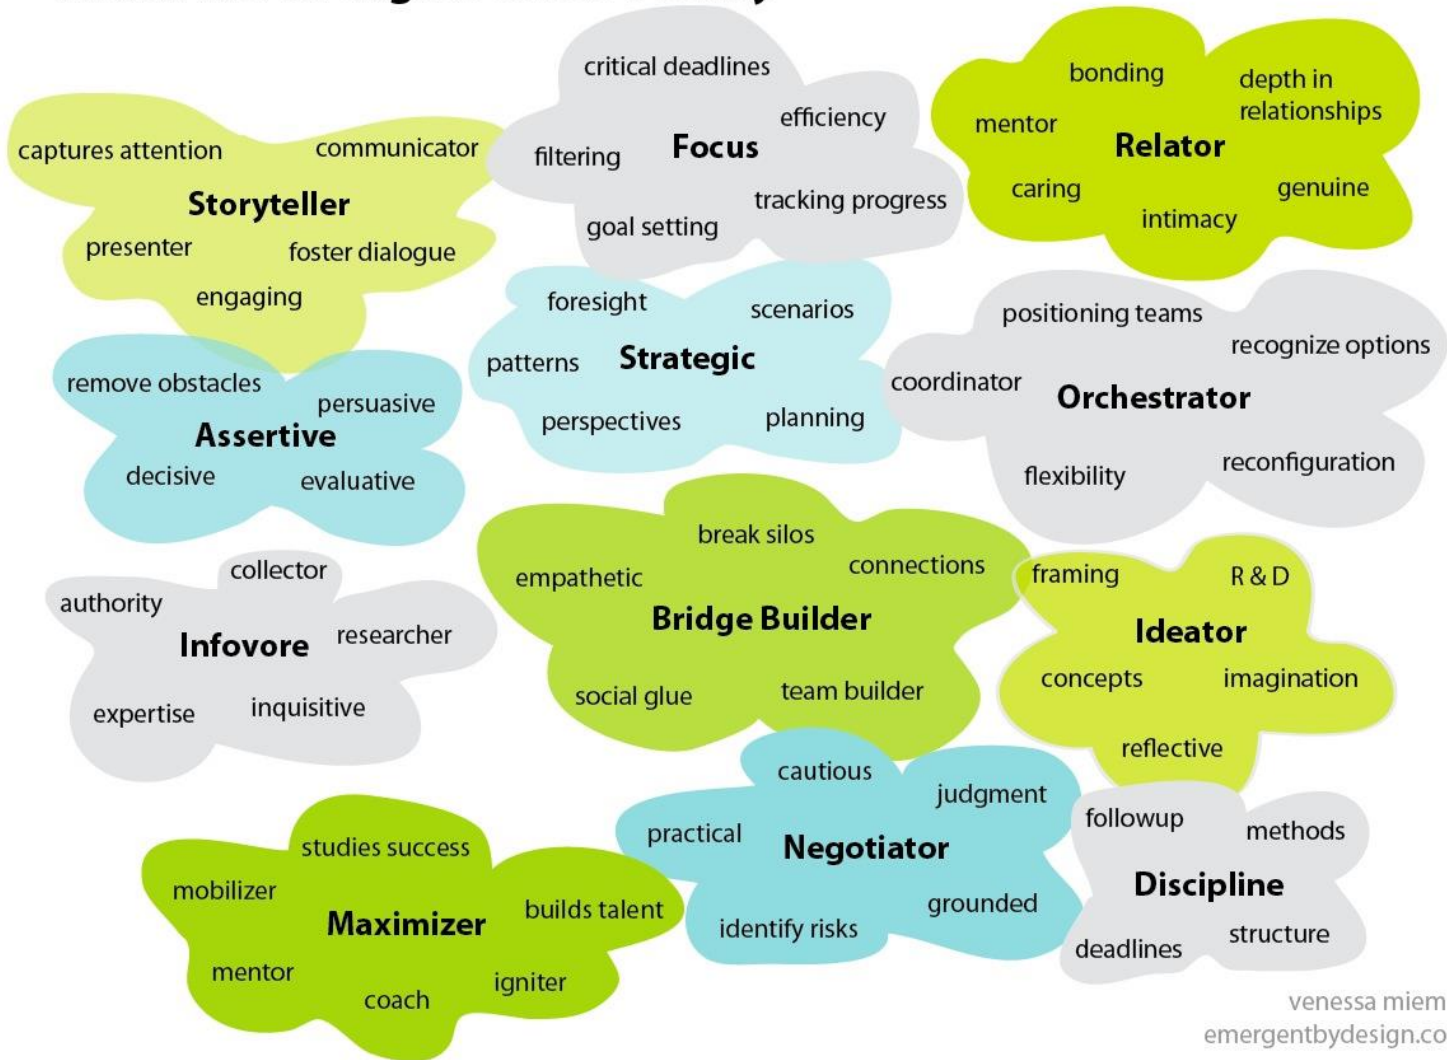 critical deadlines
efficiency
Focus
filtering
tracking progress
goal setting
bonding
depth in
relationships
mentor
Relator
caring
genuine
intimacy
captures attention
communicator
Storyteller
presenter
foster dialogue
engaging
foresight
scenarios
patterns
Strategic
perspectives
planning
positioning teams
recognize options
coordinator
Orchestrator
flexibility
reconfiguration
remove obstacles
persuasive
Assertive
decisive
evaluative
break silos
empathetic
connections
Bridge Builder
social glue
team builder
framing
R & D
Ideator
concepts
imagination
reflective
collector
authority
Infovore
researcher
expertise
inquisitive
cautious
judgment
practical
Negotiator
grounded
identify risks
followup
methods
Discipline
deadlines
structure
studies success
mobilizer
Maximizer
builds talent
mentor
coach
igniter
venessa miem
emergentbydesign.co